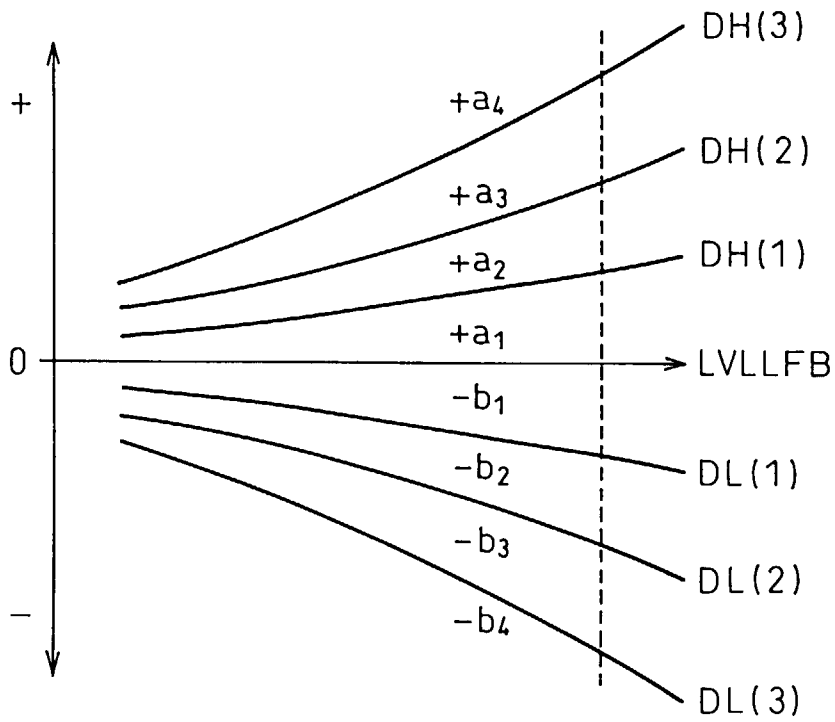 DH(3)
+
+a₄
DH(2)
+a₃
+a₂
DH(1)
+a₁
0
LVLLFB
-b₁
-b₂
DL(1)
-b₃
DL(2)
-
-b₄
DL(3)